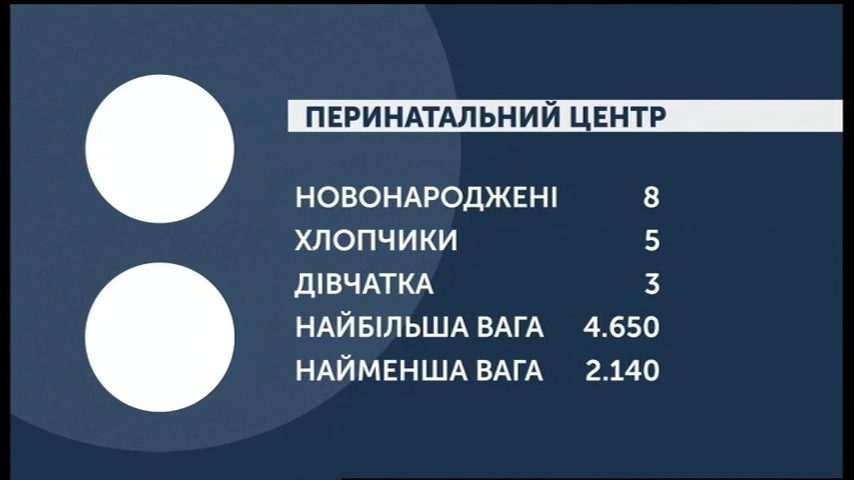 ПЕРИНАТАЛЬНИЙ ЦЕНТР
НОВОНАРОДЖЕНІ 8
ХЛОПЧИКИ 5
ДІВЧАТКА 3
НАЙБІЛЬША ВАГА 4.650
НАЙМЕНША ВАГА 2.140